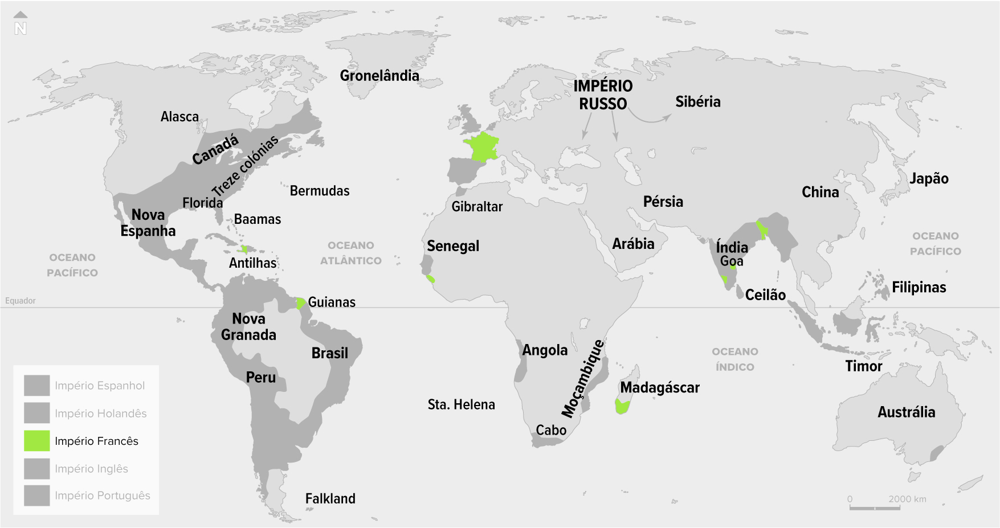 N
Gronelândia
IMPÉRIO
RUSSO
Sibéria
Alasca
Canadá
Treze colónias
Japão
China
Bermudas
Florida
Gibraltar
Pérsia
Nova
Espanha
Baamas
OCEANO
PACÍFICO
OCEANO
ATLÂNTICO
Senegal
Arábia
Índia
Goa
OCEANO
PACÍFICO
Antilhas
Ceilão
Filipinas
Equador
Guianas
Nova
Granada
Brasil
Angola
Moçambique
OCEANO
ÍNDICO
Timor
Peru
Madagáscar
Sta. Helena
Austrália
Cabo
Falkland
Império Espanhol
Império Holandês
Império Francês
Império Inglês
Império Português
0 2000 km